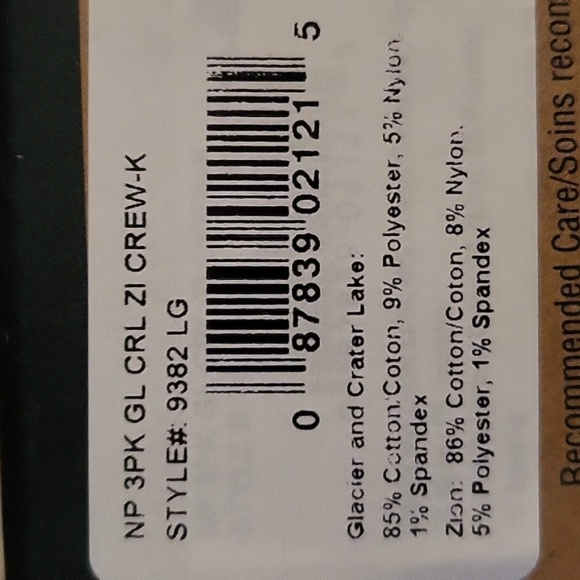 NP 3PK GL CRL ZI CREW-K
STYLE#: 9382 LG
0 87839 02121 5
Glacier and Crater Lake:
85% Cotton/Coton, 9% Polyester, 5% Nylon,
1% Spandex
Zion: 86% Cotton/Coton, 8% Nylon,
5% Polyester, 1% Spandex
Recommended Care/Soins recom